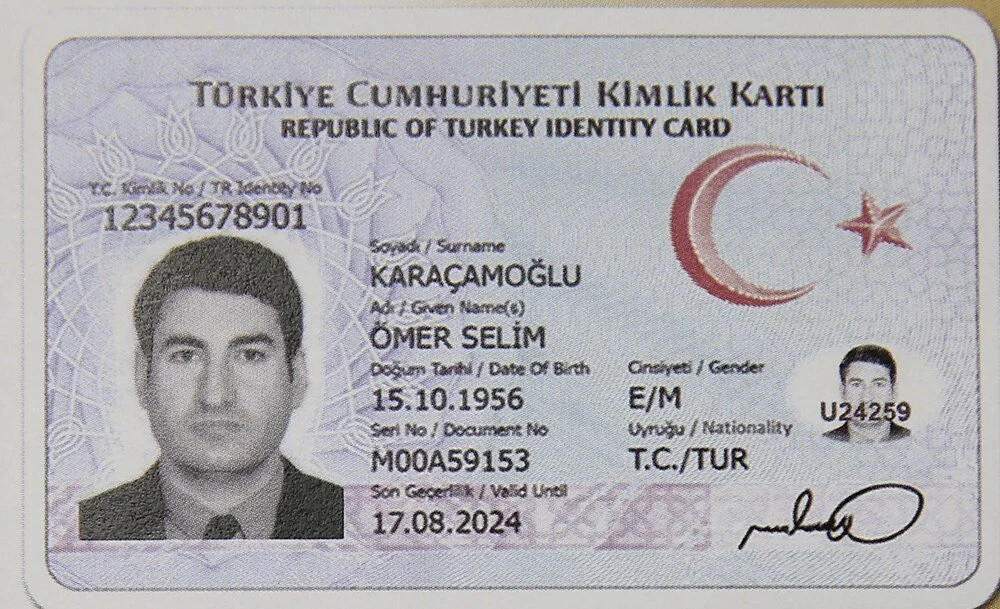 TÜRKİYE CUMHURİYETİ KİMLİK KARTI
REPUBLIC OF TURKEY IDENTITY CARD
T.C. Kimlik No / TR Identity No
12345678901
Soyadı / Surname
KARAÇAMOĞLU
Adı / Given Name(s)
ÖMER SELİM
Doğum Tarihi / Date Of Birth
15.10.1956
Cinsiyeti / Gender
E/M
U24259
Seri No / Document No
M00A59153
Uyruğu / Nationality
T.C./TUR
Son Geçerlilik / Valid Until
17.08.2024